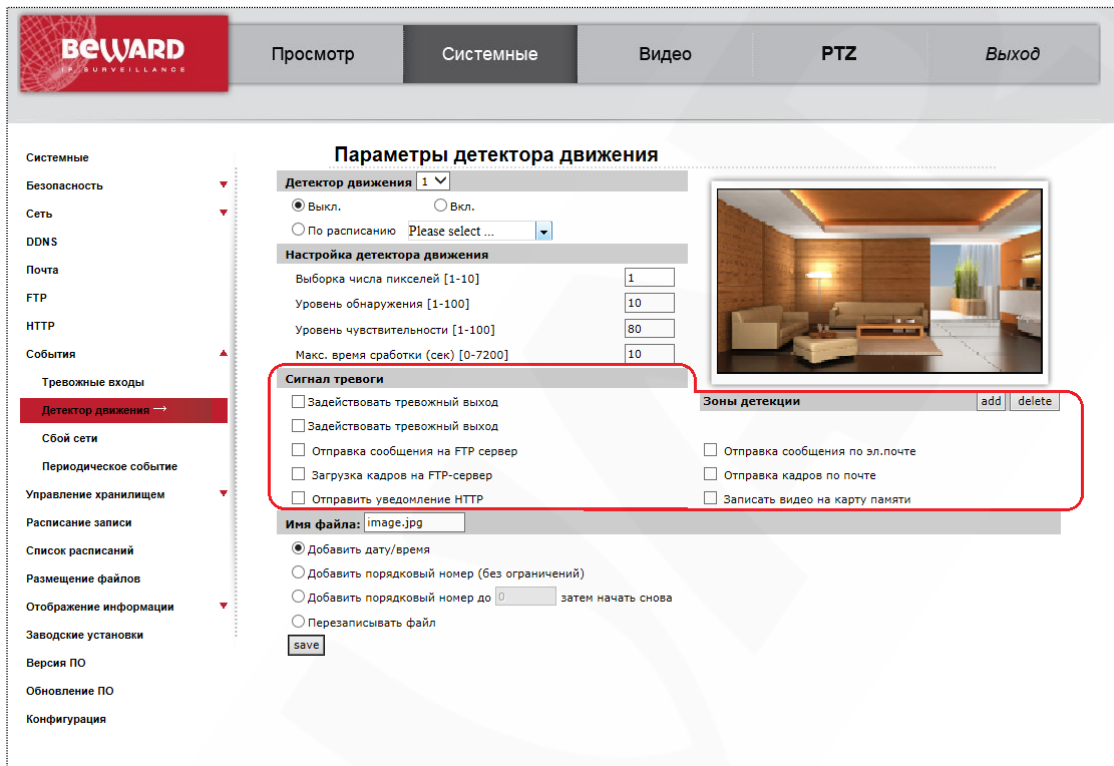 BEWARD
IP SURVEILLANCE
Просмотр
Системные
Видео
PTZ
Выход
Системные
Безопасность
Сеть
DDNS
Почта
FTP
HTTP
События
Тревожные входы
Детектор движения →
Сбой сети
Периодическое событие
Управление хранилищем
Расписание записи
Список расписаний
Размещение файлов
Отображение информации
Заводские установки
Версия ПО
Обновление ПО
Конфигурация
Параметры детектора движения
Детектор движения 1
Выкл. Вкл.
По расписанию Please select ...
Настройка детектора движения
Выборка числа пикселей [1-10] 1
Уровень обнаружения [1-100] 10
Уровень чувствительности [1-100] 80
Макс. время сработки (сек) [0-7200] 10
Сигнал тревоги
Задействовать тревожный выход
Зоны детекции add delete
Задействовать тревожный выход
Отправка сообщения на FTP сервер
Отправка сообщения по эл.почте
Загрузка кадров на FTP-сервер
Отправка кадров по почте
Отправить уведомление HTTP
Записать видео на карту памяти
Имя файла: image.jpg
Добавить дату/время
Добавить порядковый номер (без ограничений)
Добавить порядковый номер до 0 затем начать снова
Перезаписывать файл
save